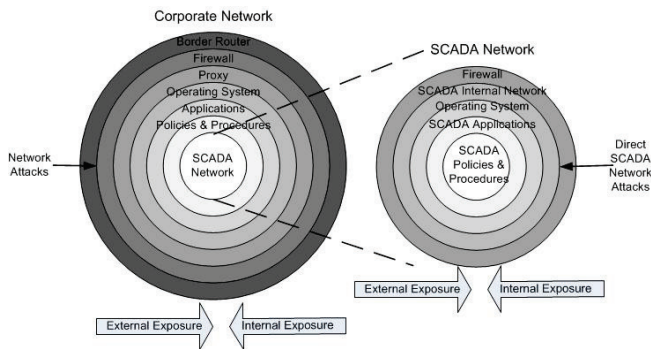 Corporate Network
Border Router
Firewall
Proxy
Operating System
Applications
Policies & Procedures
SCADA
Network
Network
Attacks
External Exposure
Internal Exposure
SCADA Network
Firewall
SCADA Internal Network
Operating System
SCADA Applications
SCADA
Policies &
Procedures
Direct
SCADA
Network
Attacks
External Exposure
Internal Exposure